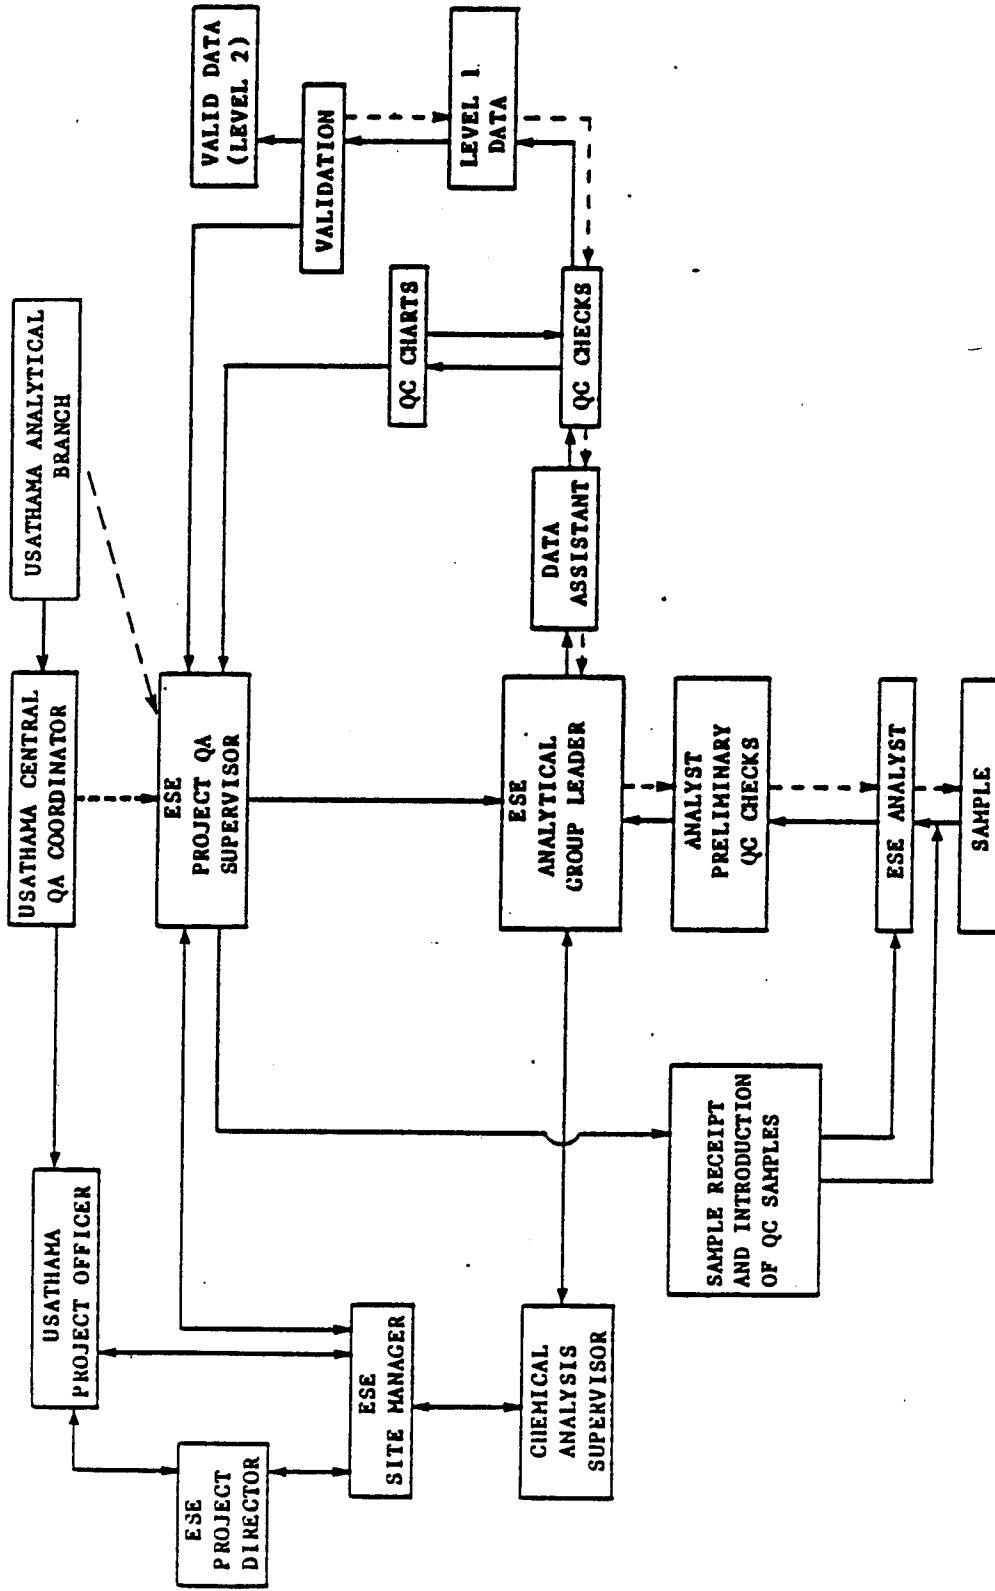 USATHAMA
PROJECT OFFICER
USATHAMA CENTRAL
QA COORDINATOR
USATHAMA ANALYTICAL
BRANCH
ESE
PROJECT
DIRECTOR
ESE
PROJECT QA
SUPERVISOR
VALID DATA
(LEVEL 2)
VALIDATION
ESE
SITE MANAGER
QC CHARTS
LEVEL 1
DATA
CHEMICAL
ANALYSIS
SUPERVISOR
ESE
ANALYTICAL
GROUP LEADER
DATA
ASSISTANT
QC CHECKS
SAMPLE RECEIPT
AND INTRODUCTION
OF QC SAMPLES
ANALYST
PRELIMINARY
QC CHECKS
ESE ANALYST
SAMPLE